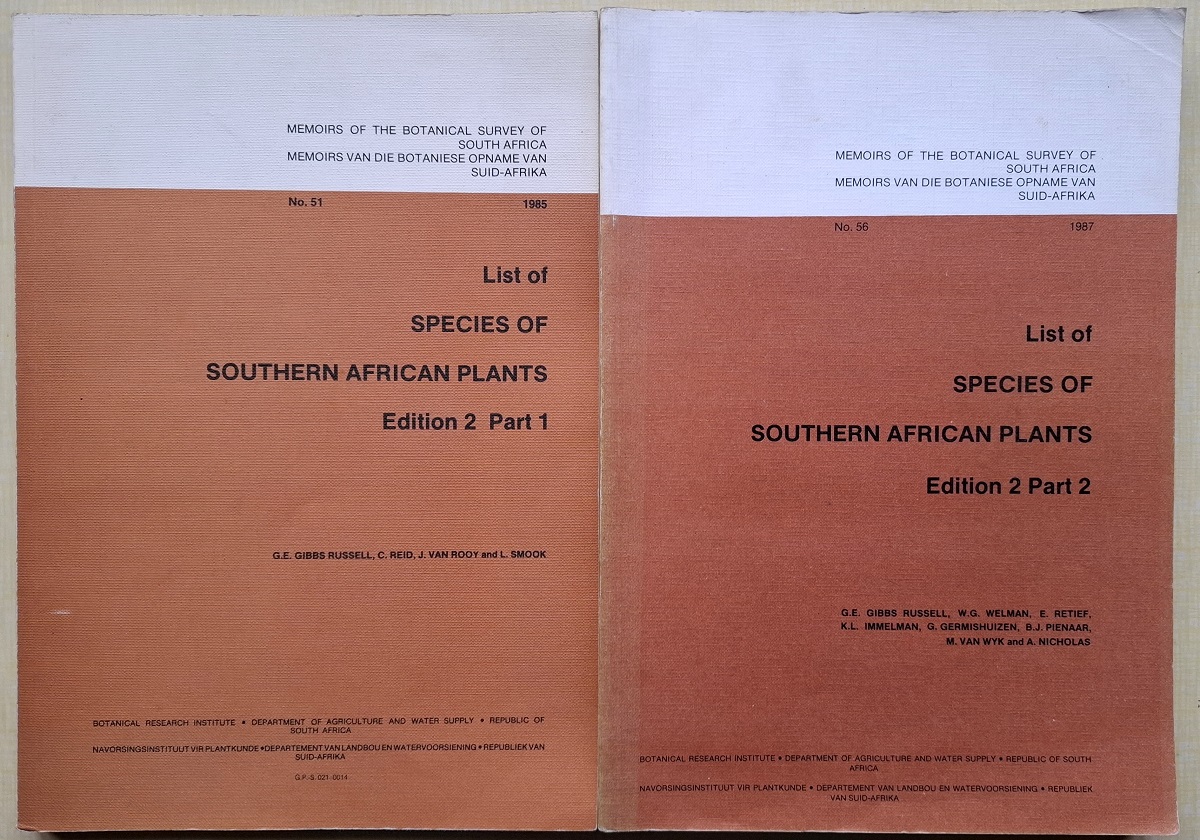 MEMOIRS OF THE BOTANICAL SURVEY OF
SOUTH AFRICA
MEMOIRS VAN DIE BOTANIESE OPNAME VAN
SUID-AFRIKA
No. 51 1985
List of
SPECIES OF
SOUTHERN AFRICAN PLANTS
Edition 2 Part 1
G.E. GIBBS RUSSELL, C. REID, J. VAN ROOY and L. SMOOK
BOTANICAL RESEARCH INSTITUTE • DEPARTMENT OF AGRICULTURE AND WATER SUPPLY • REPUBLIC OF
SOUTH AFRICA
NAVORSINGSINSTITUUT VIR PLANTKUNDE •DEPARTEMENT VAN LANDBOU EN WATERVOORSIENING • REPUBLIEK VAN
SUID-AFRIKA
G.P.-S. 021-0014
MEMOIRS OF THE BOTANICAL SURVEY OF
SOUTH AFRICA
MEMOIRS VAN DIE BOTANIESE OPNAME VAN
SUID-AFRIKA
No. 56 1987
List of
SPECIES OF
SOUTHERN AFRICAN PLANTS
Edition 2 Part 2
G.E. GIBBS RUSSELL, W.G. WELMAN, E. RETIEF,
K.L. IMMELMAN, G. GERMISHUIZEN, B.J. PIENAAR,
M. VAN WYK and A. NICHOLAS
BOTANICAL RESEARCH INSTITUTE • DEPARTMENT OF AGRICULTURE AND WATER SUPPLY • REPUBLIC OF SOUTH
AFRICA
NAVORSINGSINSTITUUT VIR PLANTKUNDE • DEPARTEMENT VAN LANDBOU EN WATERVOORSIENING • REPUBLIEK
VAN SUID-AFRIKA